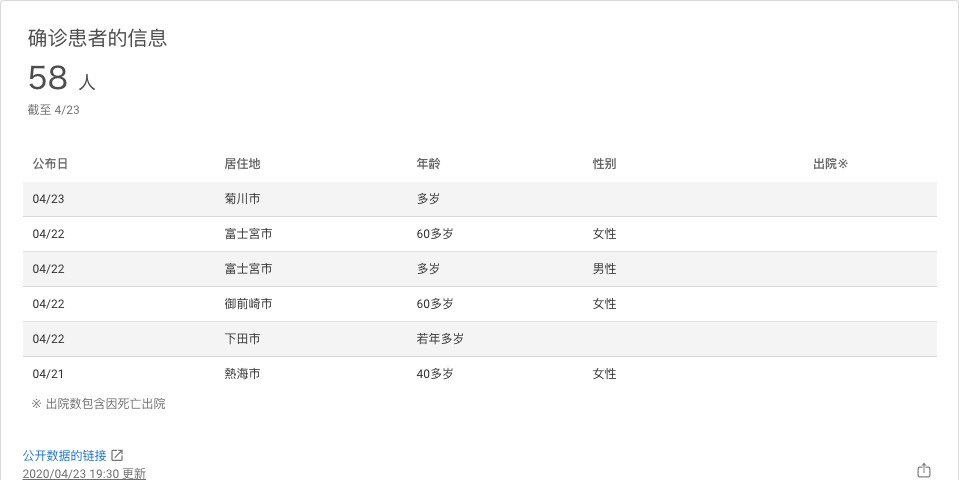 确诊患者的信息
58 人
截至 4/23
公布日 居住地 年龄 性别 出院※
04/23 菊川市 多岁
04/22 富士宮市 60多岁 女性
04/22 富士宮市 多岁 男性
04/22 御前崎市 60多岁 女性
04/22 下田市 若年多岁
04/21 熱海市 40多岁 女性
※ 出院数包含因死亡出院
公开数据的链接
2020/04/23 19:30 更新